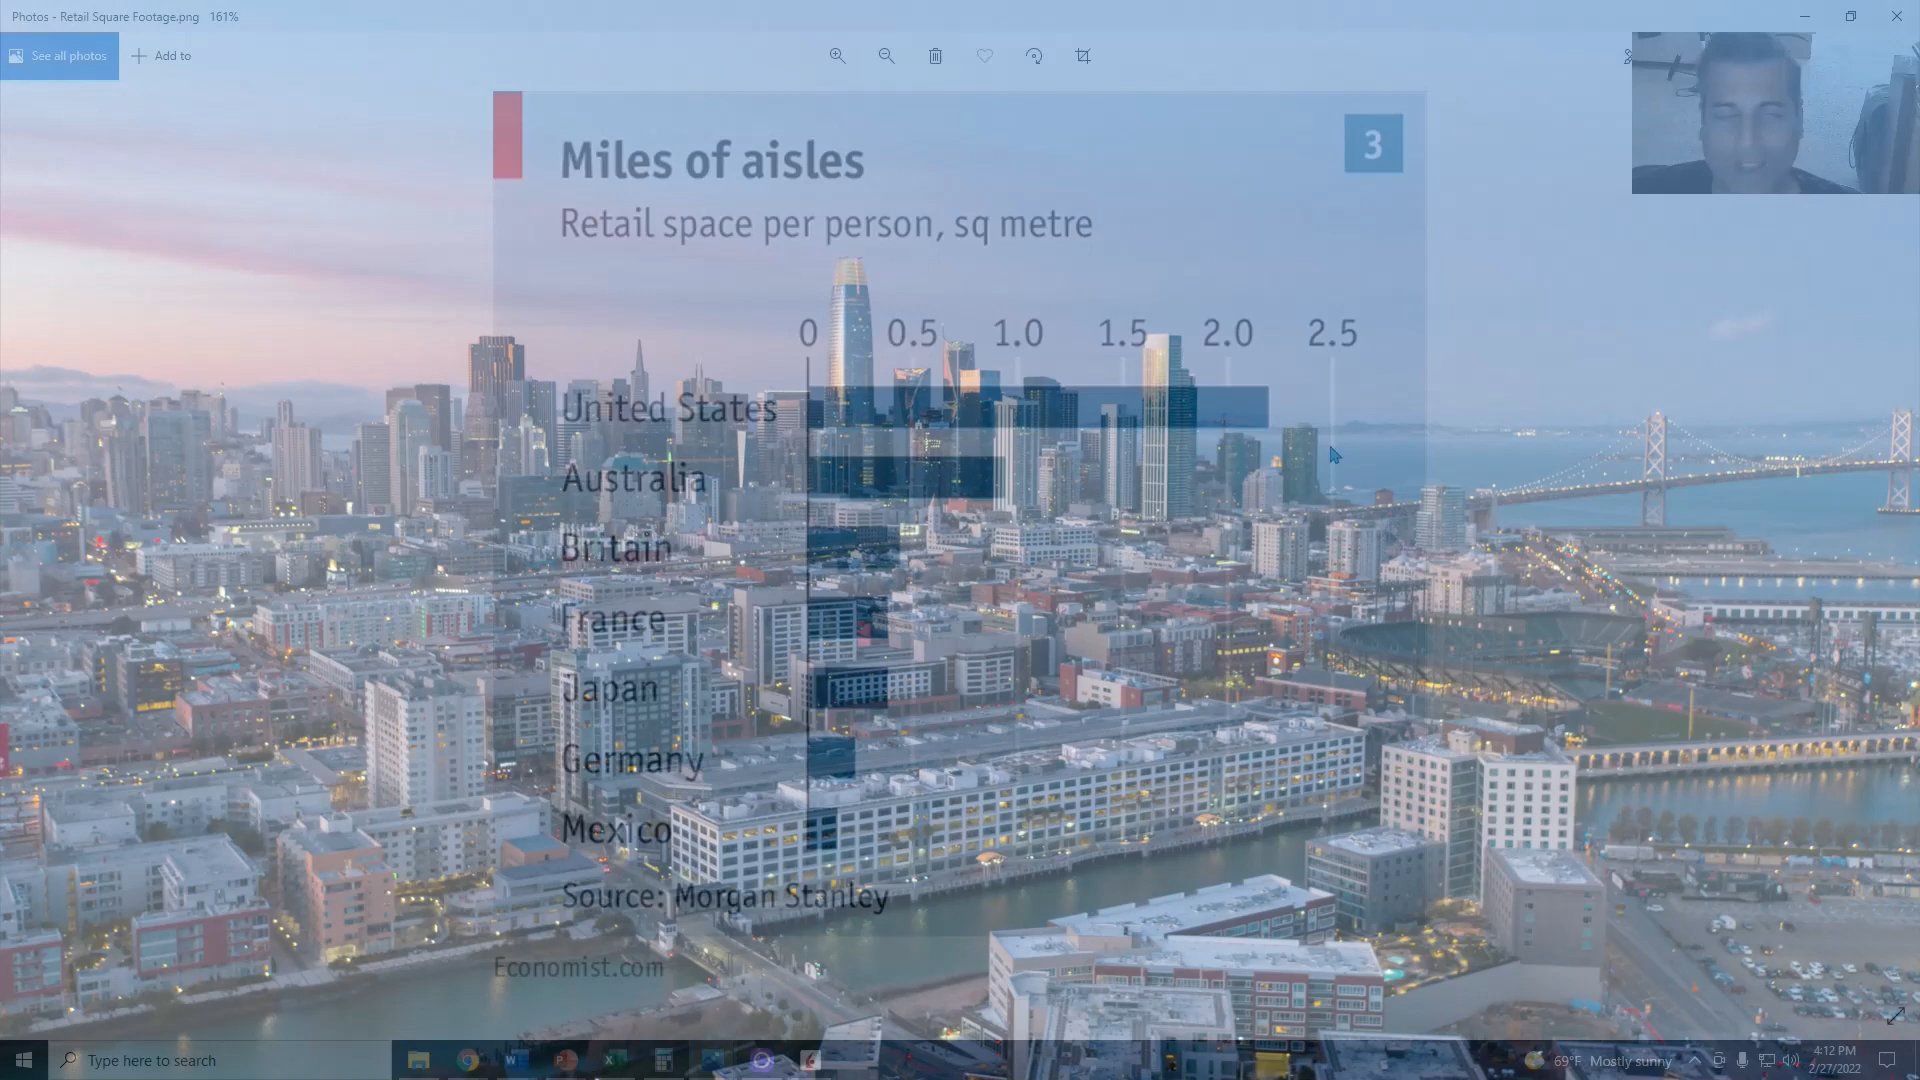 Photos - Retail Square Footage.png 161%
See all photos
Add to
Miles of aisles
3
Retail space per person, sq metre
0 0.5 1.0 1.5 2.0 2.5
United States
Australia
Britain
France
Japan
Germany
Mexico
Source: Morgan Stanley
Economist.com
Type here to search
69°F Mostly sunny
4:12 PM
2/27/2022